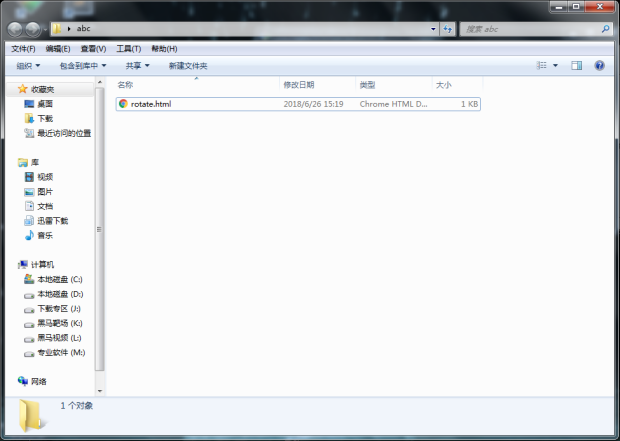 abc
搜索 abc
文件(F) 编辑(E) 查看(V) 工具(T) 帮助(H)
组织 包含到库中 共享 新建文件夹
名称 修改日期 类型 大小
rotate.html 2018/6/26 15:19 Chrome HTML D... 1 KB
收藏夹
桌面
下载
最近访问的位置
库
视频
图片
文档
迅雷下载
音乐
计算机
本地磁盘 (C:)
本地磁盘 (D:)
下载专区 (J:)
黑马靶场 (K:)
黑马视频 (L:)
专业软件 (M:)
网络
1 个对象